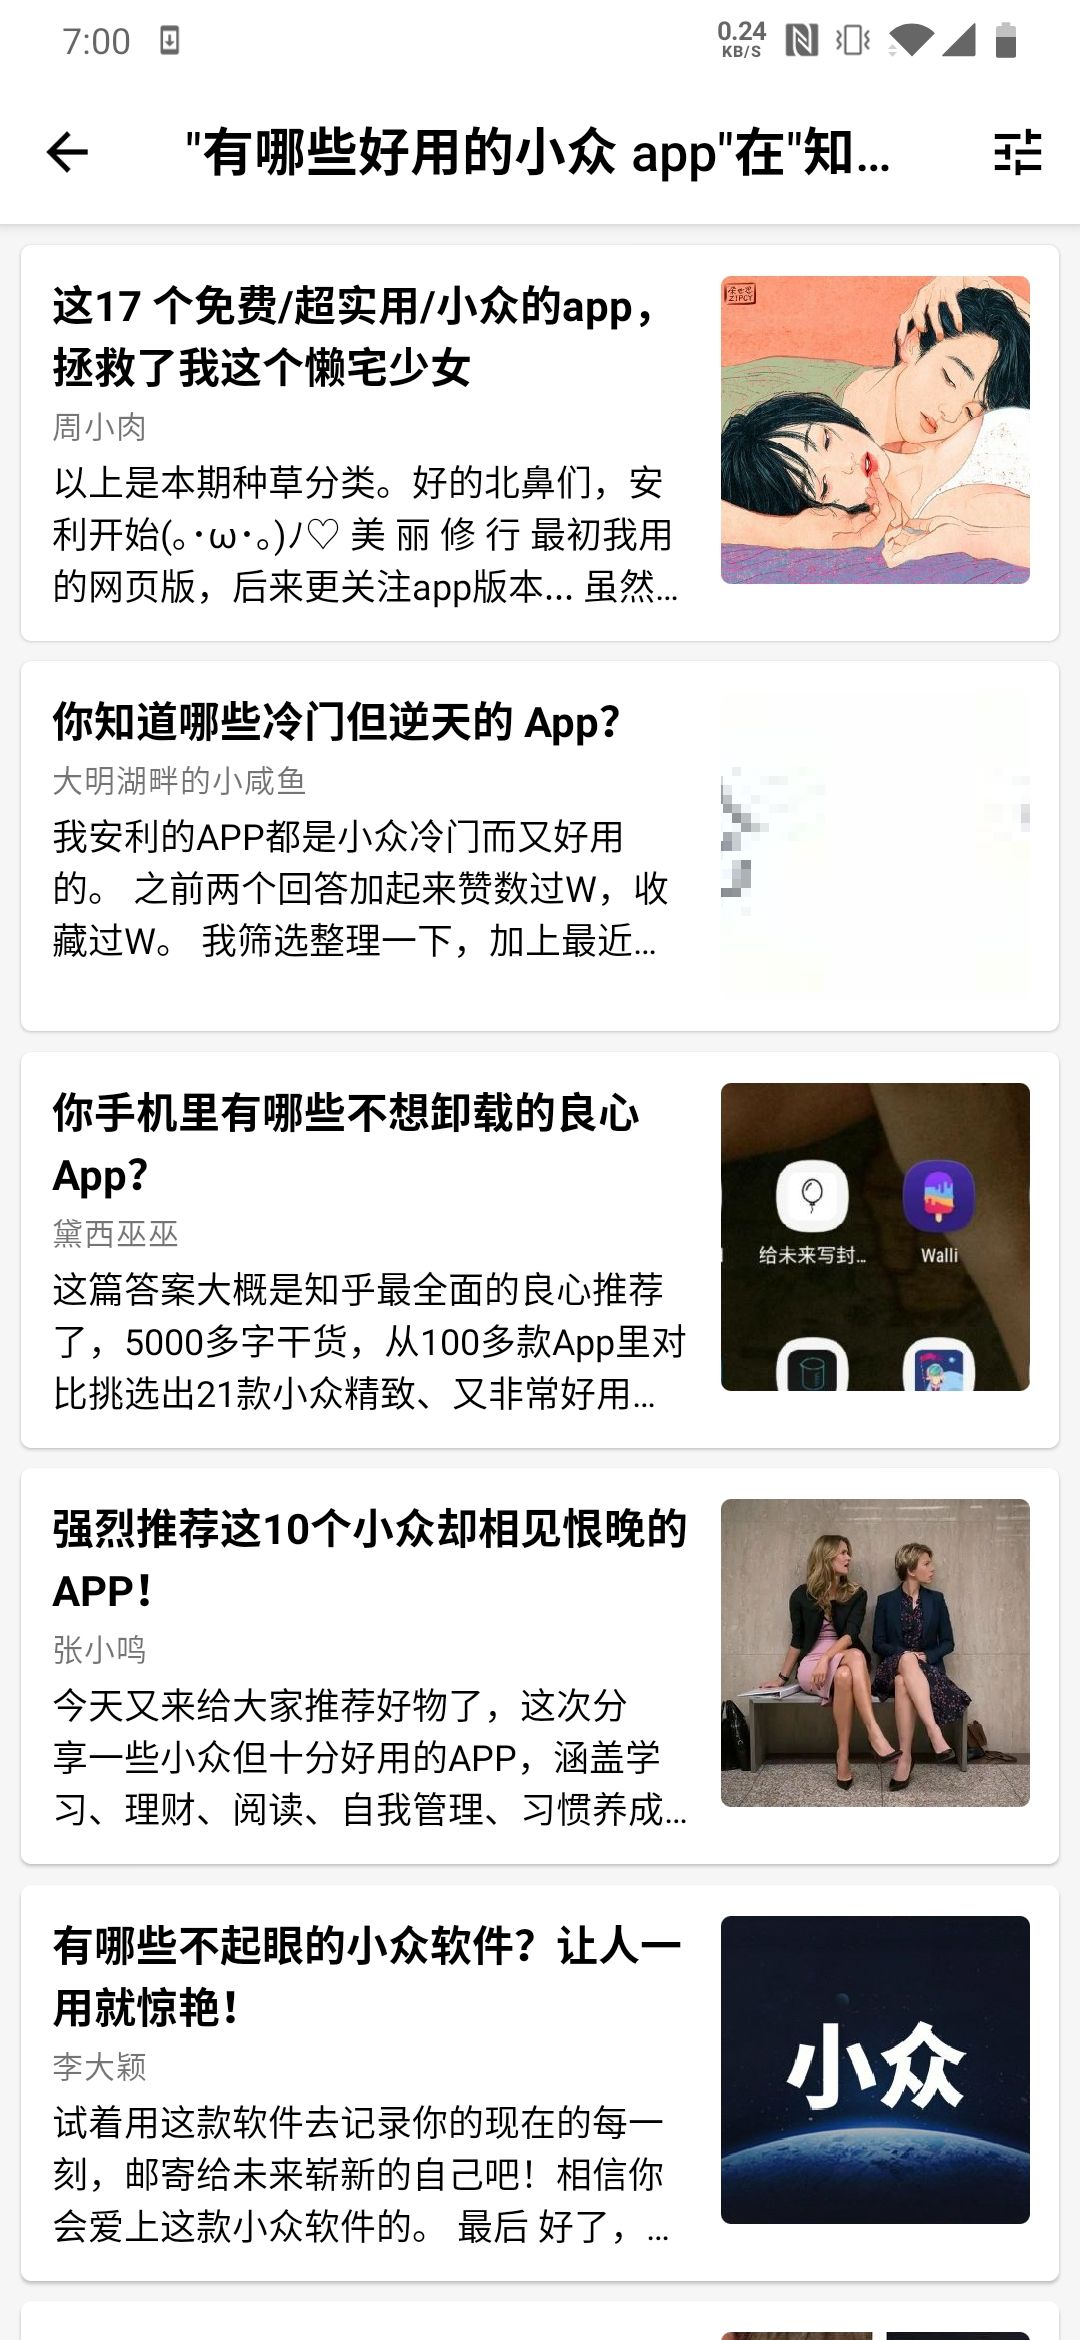 7:00
0.24
KB/S
"有哪些好用的小众 app"在"知...
这17 个免费/超实用/小众的app，
拯救了我这个懒宅少女
周小肉
以上是本期种草分类。好的北鼻们，安
利开始(｡･ω･｡)ﾉ♡ 美 丽 修 行 最初我用
的网页版，后来更关注app版本... 虽然...
ZIPCY
你知道哪些冷门但逆天的 App？
大明湖畔的小咸鱼
我安利的APP都是小众冷门而又好用
的。 之前两个回答加起来赞数过W，收
藏过W。 我筛选整理一下，加上最近...
你手机里有哪些不想卸载的良心
App？
黛西巫巫
这篇答案大概是知乎最全面的良心推荐
了，5000多字干货，从100多款App里对
比挑选出21款小众精致、又非常好用...
给未来写封...
Walli
强烈推荐这10个小众却相见恨晚的
APP！
张小鸣
今天又来给大家推荐好物了，这次分
享一些小众但十分好用的APP，涵盖学
习、理财、阅读、自我管理、习惯养成...
有哪些不起眼的小众软件？让人一
用就惊艳！
李大颖
试着用这款软件去记录你的现在的每一
刻，邮寄给未来崭新的自己吧！相信你
会爱上这款小众软件的。 最后 好了，...
小众